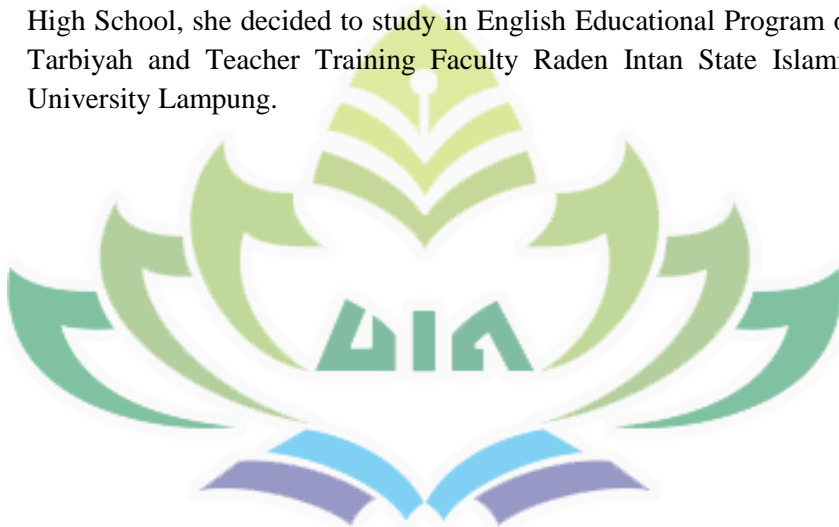 High School, she decided to study in English Educational Program o
Tarbiyah and Teacher Training Faculty Raden Intan State Islami
University Lampung.
UIN